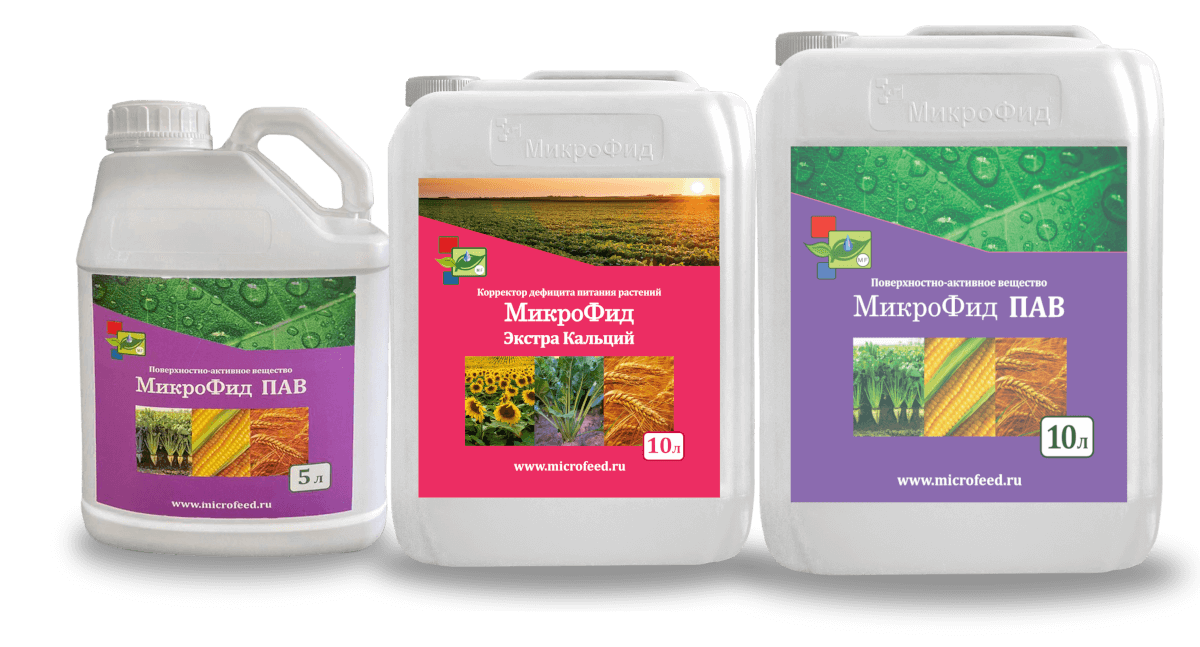 Поверхностно-активное вещество
МикроФид ПАВ
5 л
www.microfeed.ru
МикроФид
Корректор дефицита питания растений
МикроФид
Экстра Кальций
10л
www.microfeed.ru
МикроФид
MF
Поверхностно-активное вещество
МикроФид ПАВ
10л
www.microfeed.ru